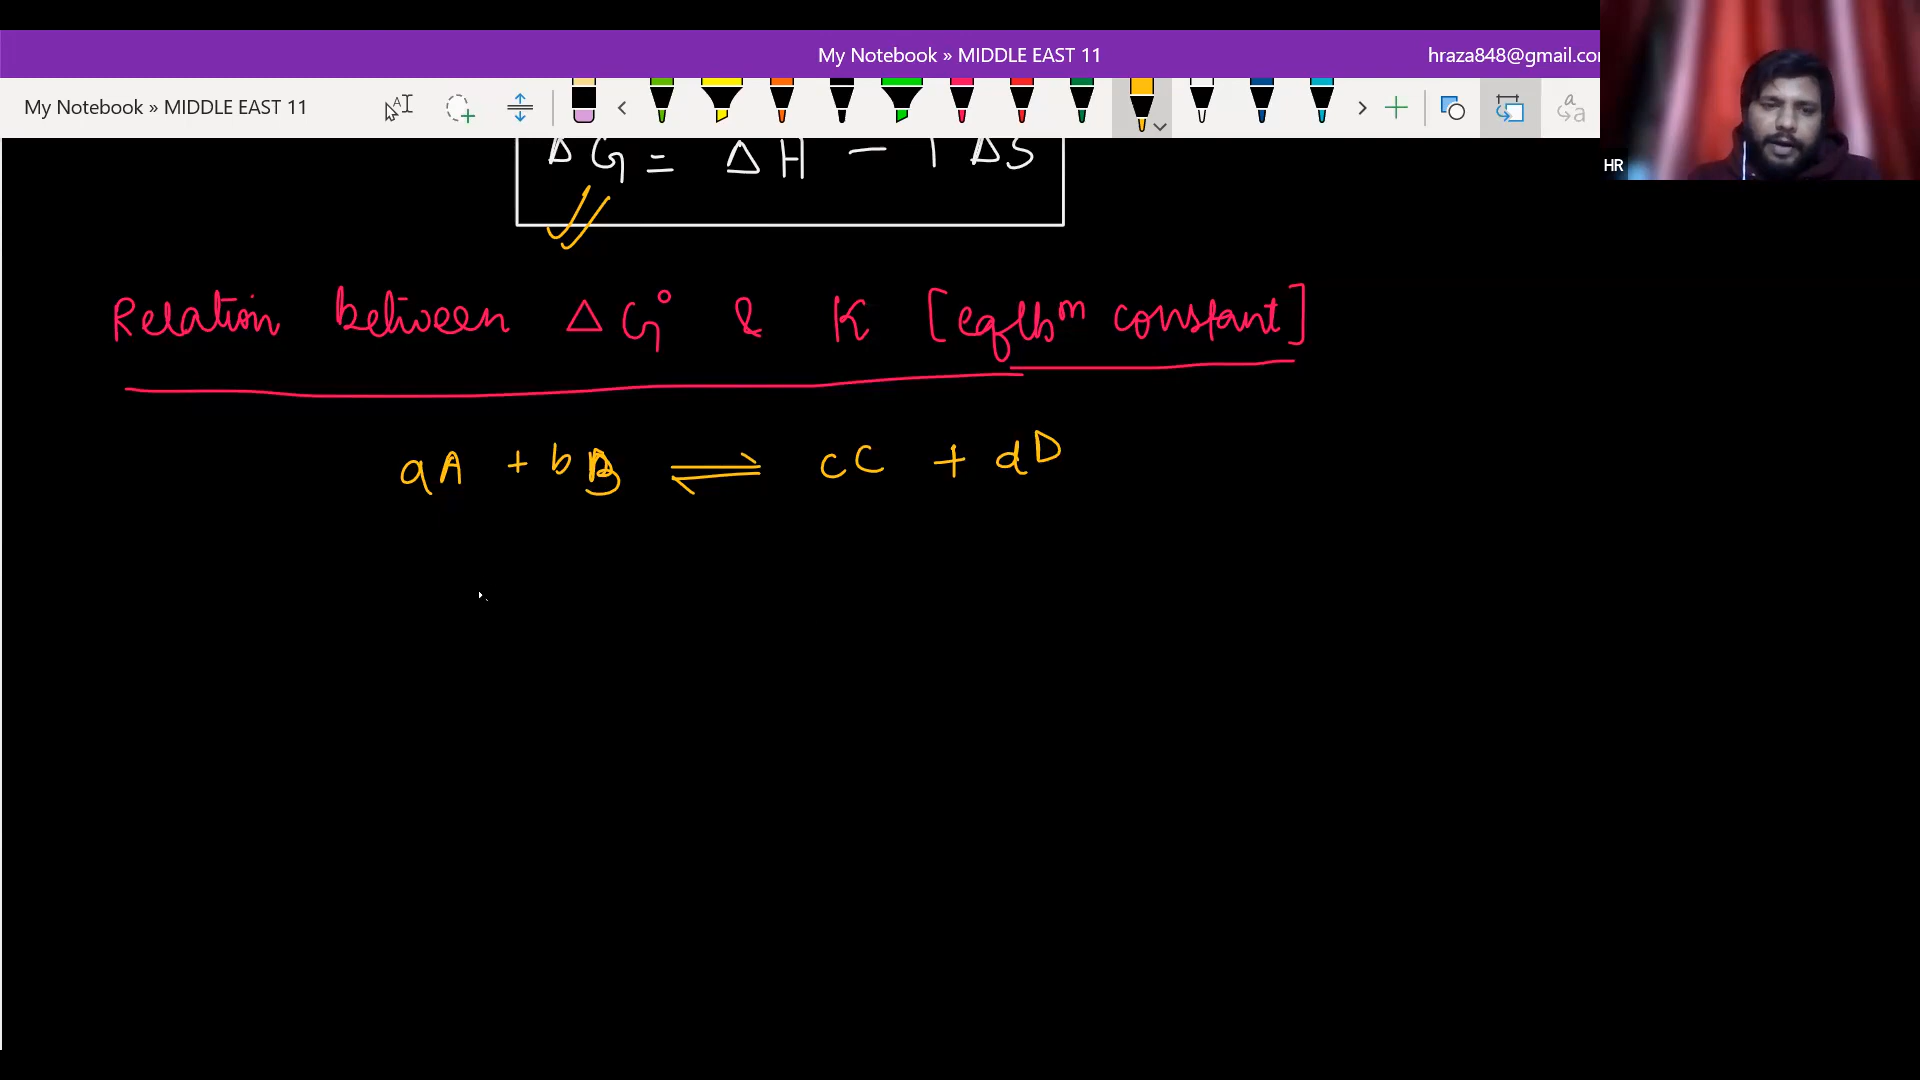 My Notebook » MIDDLE EAST 11
hraza848@gmail.co
My Notebook » MIDDLE EAST 11
HR
ΔG = ΔH - TΔS
Relation between ΔG° & K [eqlbᵐ constant]
aA + bB ⇌ cC + dD